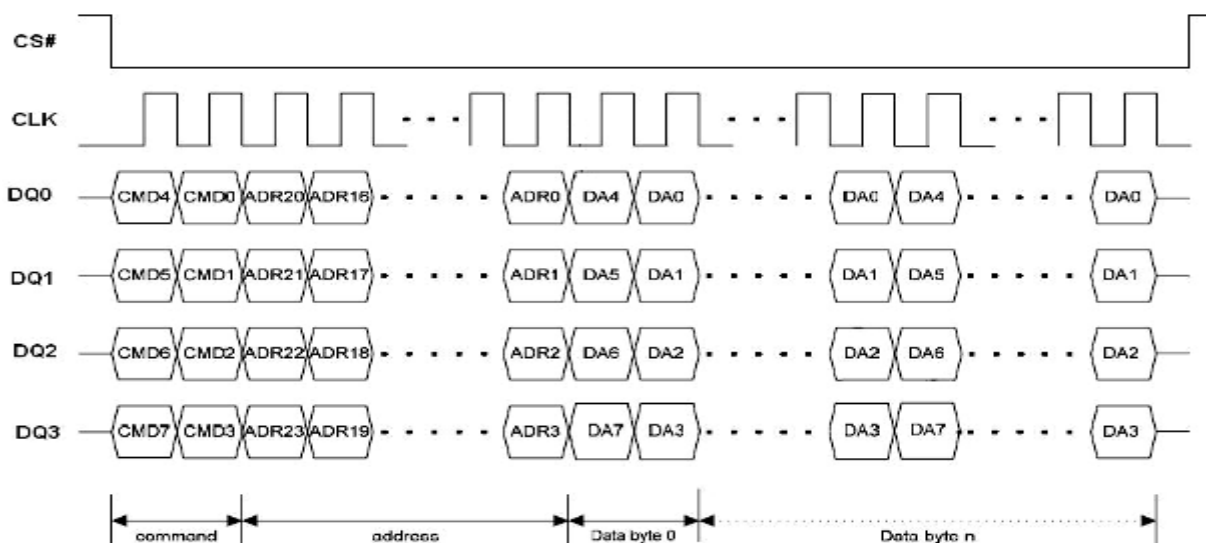 CS#
CLK
DQ0 CMD4 CMD0 ADR20 ADR16 ADR0 DA4 DA0 DA0 DA4 DA0
DQ1 CMD5 CMD1 ADR21 ADR17 ADR1 DA5 DA1 DA1 DA5 DA1
DQ2 CMD6 CMD2 ADR22 ADR18 ADR2 DA6 DA2 DA2 DA6 DA2
DQ3 CMD7 CMD3 ADR23 ADR19 ADR3 DA7 DA3 DA3 DA7 DA3
command address Data byte 0 Data byte n